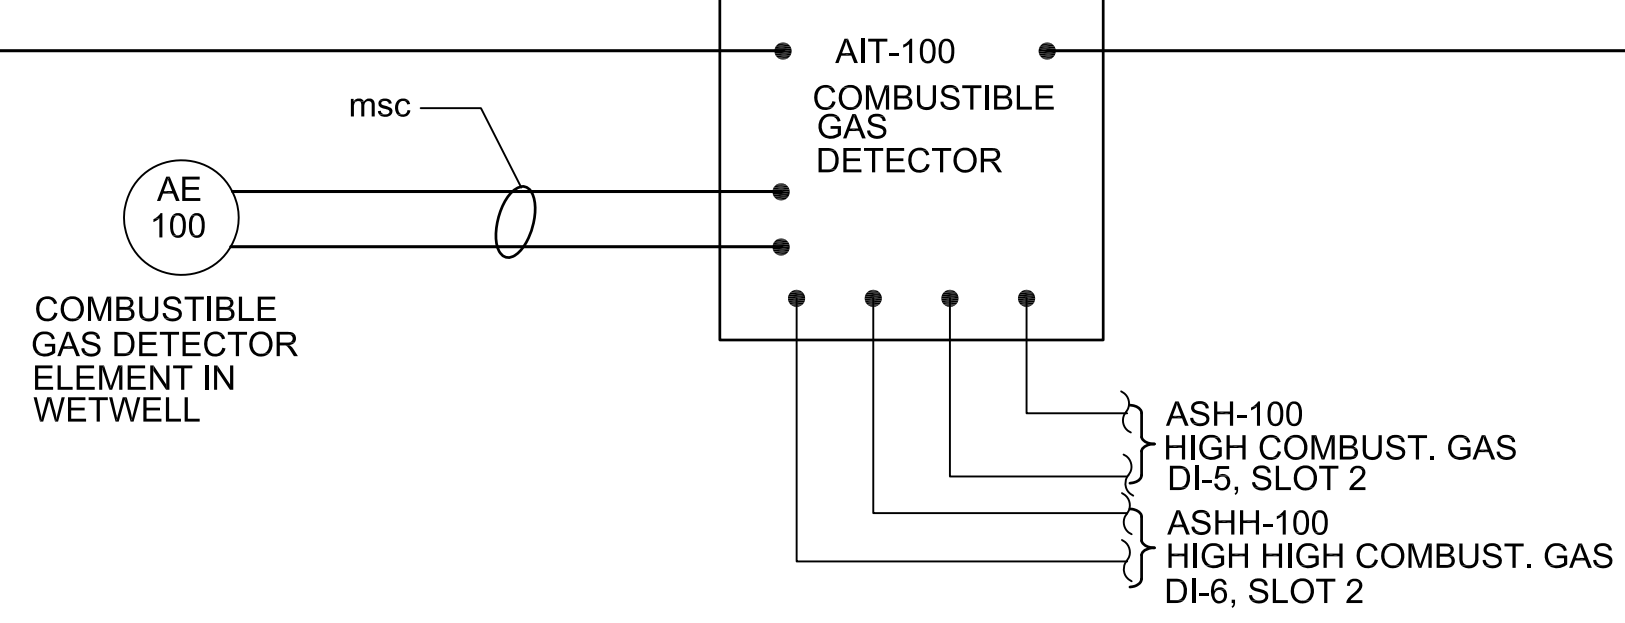 AIT-100
COMBUSTIBLE
GAS
DETECTOR
msc
AE
100
COMBUSTIBLE
GAS DETECTOR
ELEMENT IN
WETWELL
ASH-100
HIGH COMBUST. GAS
DI-5, SLOT 2
ASHH-100
HIGH HIGH COMBUST. GAS
DI-6, SLOT 2